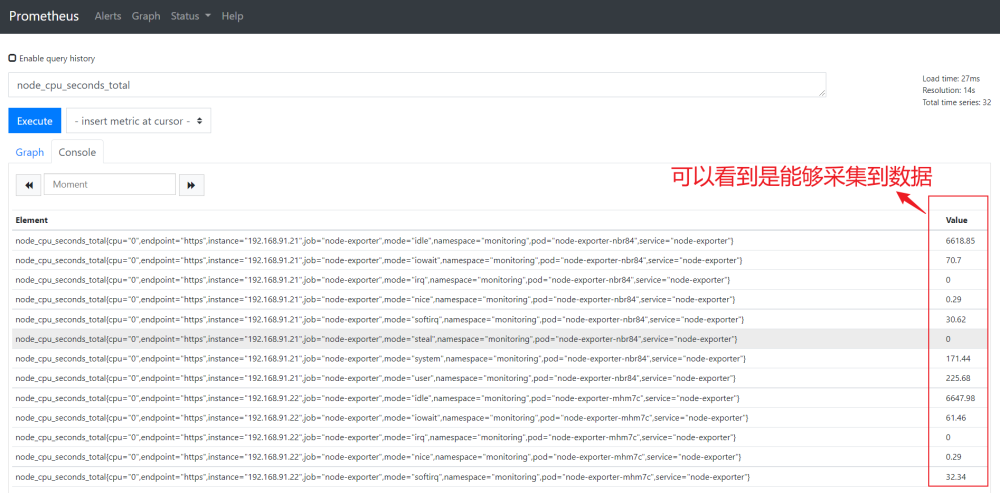 Prometheus Alerts Graph Status Help
Enable query history
node_cpu_seconds_total
Load time: 27ms
Resolution: 14s
Total time series: 32
Execute - insert metric at cursor -
Graph Console
Moment
可以看到是能够采集到数据
Element Value
node_cpu_seconds_total{cpu="0",endpoint="https",instance="192.168.91.21",job="node-exporter",mode="idle",namespace="monitoring",pod="node-exporter-nbr84",service="node-exporter"} 6618.85
node_cpu_seconds_total{cpu="0",endpoint="https",instance="192.168.91.21",job="node-exporter",mode="iowait",namespace="monitoring",pod="node-exporter-nbr84",service="node-exporter"} 70.7
node_cpu_seconds_total{cpu="0",endpoint="https",instance="192.168.91.21",job="node-exporter",mode="irq",namespace="monitoring",pod="node-exporter-nbr84",service="node-exporter"} 0
node_cpu_seconds_total{cpu="0",endpoint="https",instance="192.168.91.21",job="node-exporter",mode="nice",namespace="monitoring",pod="node-exporter-nbr84",service="node-exporter"} 0.29
node_cpu_seconds_total{cpu="0",endpoint="https",instance="192.168.91.21",job="node-exporter",mode="softirq",namespace="monitoring",pod="node-exporter-nbr84",service="node-exporter"} 30.62
node_cpu_seconds_total{cpu="0",endpoint="https",instance="192.168.91.21",job="node-exporter",mode="steal",namespace="monitoring",pod="node-exporter-nbr84",service="node-exporter"} 0
node_cpu_seconds_total{cpu="0",endpoint="https",instance="192.168.91.21",job="node-exporter",mode="system",namespace="monitoring",pod="node-exporter-nbr84",service="node-exporter"} 171.44
node_cpu_seconds_total{cpu="0",endpoint="https",instance="192.168.91.21",job="node-exporter",mode="user",namespace="monitoring",pod="node-exporter-nbr84",service="node-exporter"} 225.68
node_cpu_seconds_total{cpu="0",endpoint="https",instance="192.168.91.22",job="node-exporter",mode="idle",namespace="monitoring",pod="node-exporter-mhm7c",service="node-exporter"} 6647.98
node_cpu_seconds_total{cpu="0",endpoint="https",instance="192.168.91.22",job="node-exporter",mode="iowait",namespace="monitoring",pod="node-exporter-mhm7c",service="node-exporter"} 61.46
node_cpu_seconds_total{cpu="0",endpoint="https",instance="192.168.91.22",job="node-exporter",mode="irq",namespace="monitoring",pod="node-exporter-mhm7c",service="node-exporter"} 0
node_cpu_seconds_total{cpu="0",endpoint="https",instance="192.168.91.22",job="node-exporter",mode="nice",namespace="monitoring",pod="node-exporter-mhm7c",service="node-exporter"} 0.29
node_cpu_seconds_total{cpu="0",endpoint="https",instance="192.168.91.22",job="node-exporter",mode="softirq",namespace="monitoring",pod="node-exporter-mhm7c",service="node-exporter"} 32.34